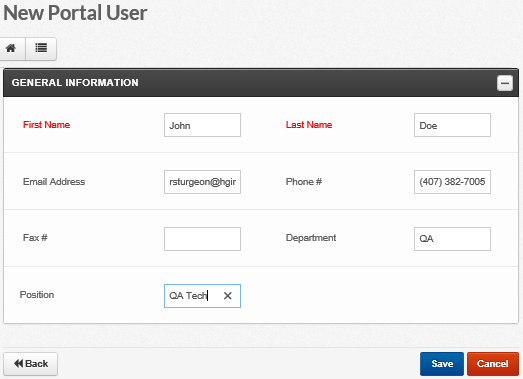 New Portal User
GENERAL INFORMATION
First Name John Last Name Doe
Email Address rsturgeon@hgir Phone # (407) 382-7005
Fax # Department QA
Position QA Tech
Back Save Cancel